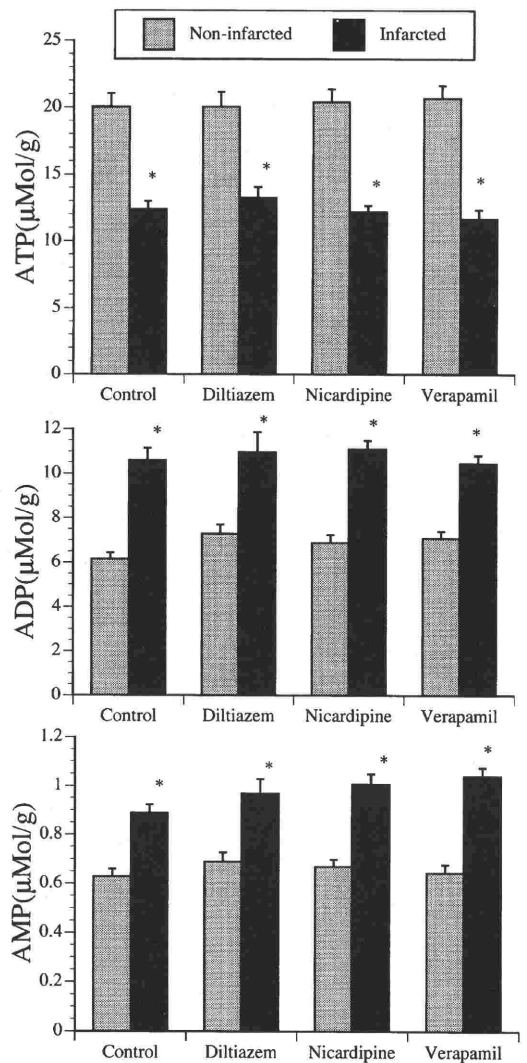 Non-infarcted Infarcted
25
20
15
10
5
0
ATP(μMol/g)
* * * *
Control Diltiazem Nicardipine Verapamil
12
10
8
6
4
2
0
ADP(μMol/g)
* * * *
Control Diltiazem Nicardipine Verapamil
1.2
1
0.8
0.6
0.4
0.2
0
AMP(μMol/g)
* * * *
Control Diltiazem Nicardipine Verapamil